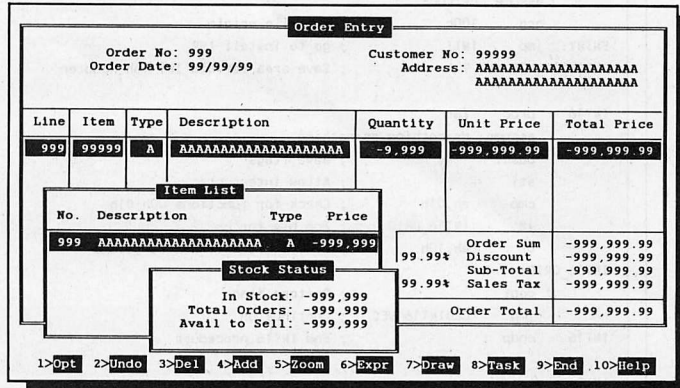 Order Entry
Order No: 999 Customer No: 99999
Order Date: 99/99/99 Address: AAAAAAAAAAAAAAAAAAAA
AAAAAAAAAAAAAAAAAAAA
Line Item Type Description Quantity Unit Price Total Price
999 99999 A AAAAAAAAAAAAAAAAAAAA -9,999 -999,999.99 -999,999.99
Item List
No. Description Type Price
999 AAAAAAAAAAAAAAAAAAAA A -999,999
Order Sum -999,999.99
99.99% Discount -999,999.99
Sub-Total -999,999.99
99.99% Sales Tax -999,999.99
Order Total -999,999.99
Stock Status
In Stock: -999,999
Total Orders: -999,999
Avail to Sell: -999,999
1>Opt 2>Undo 3>Del 4>Add 5>Zoom 6>Expr 7>Draw 8>Task 9>End 10>Help